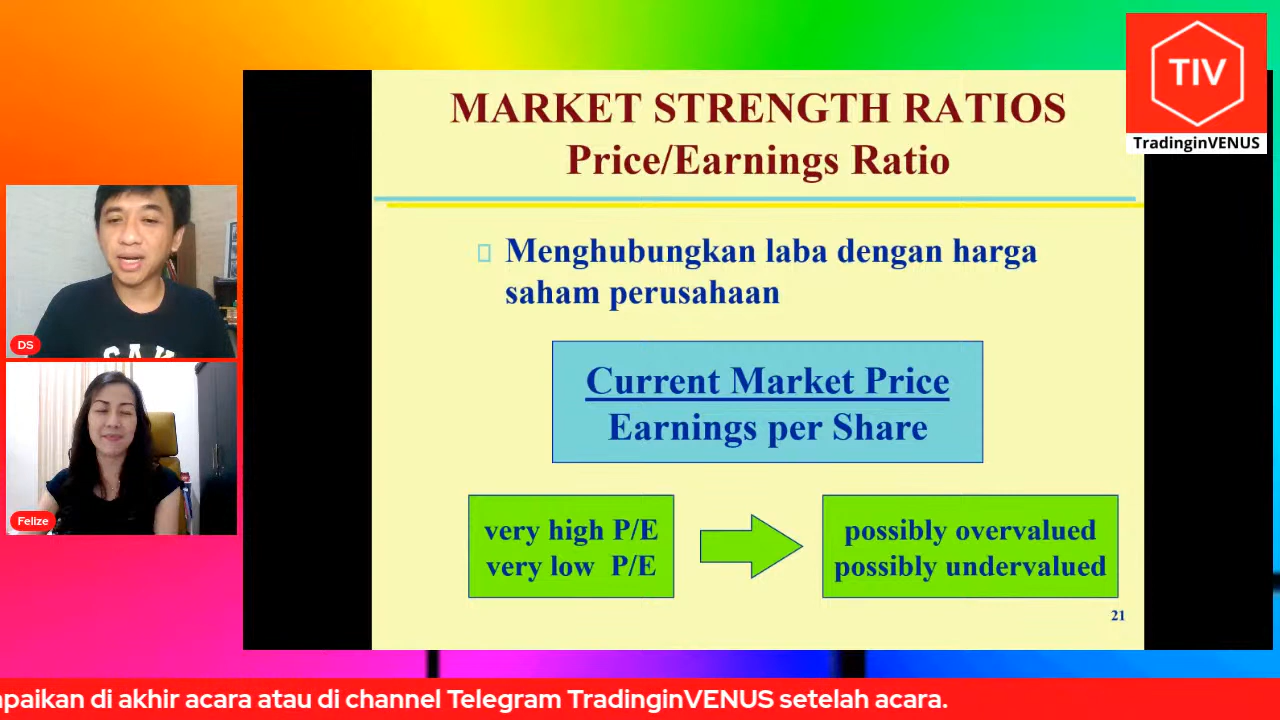 TIV
TradinginVENUS
MARKET STRENGTH RATIOS
Price/Earnings Ratio
Menghubungkan laba dengan harga
saham perusahaan
Current Market Price
Earnings per Share
very high P/E
very low P/E
possibly overvalued
possibly undervalued
21
DS
Felize
di akhir acara atau di channel Telegram TradinginVENUS setelah acara.